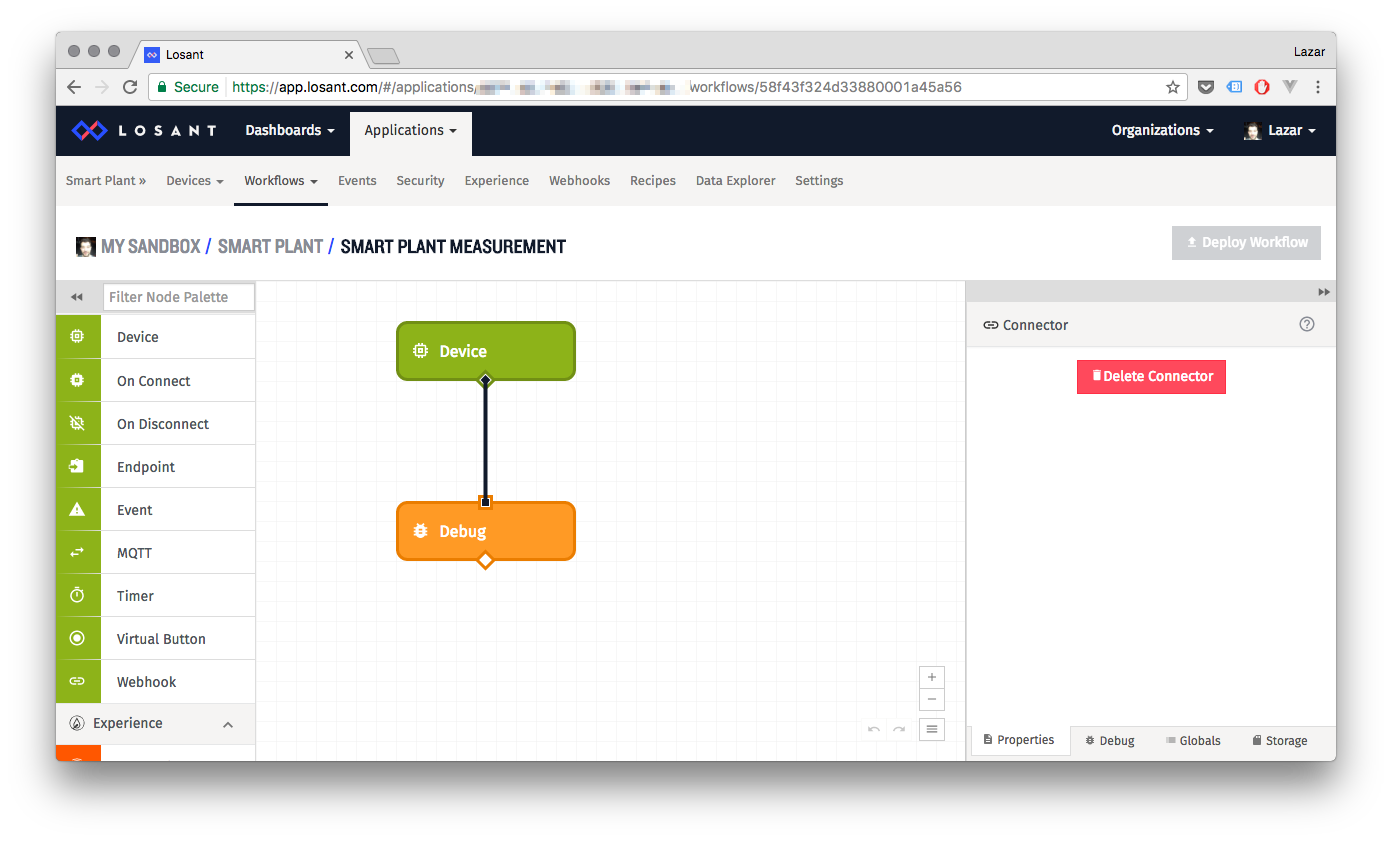 Losant
Lazar
Secure https://app.losant.com/#/applications/ workflows/58f43f324d33880001a45a56
LOSANT Dashboards Applications Organizations Lazar
Smart Plant » Devices Workflows Events Security Experience Webhooks Recipes Data Explorer Settings
MY SANDBOX / SMART PLANT / SMART PLANT MEASUREMENT
Deploy Workflow
Filter Node Palette
Device
On Connect
On Disconnect
Endpoint
Event
MQTT
Timer
Virtual Button
Webhook
Experience
Device
Debug
Connector
Delete Connector
Properties Debug Globals Storage